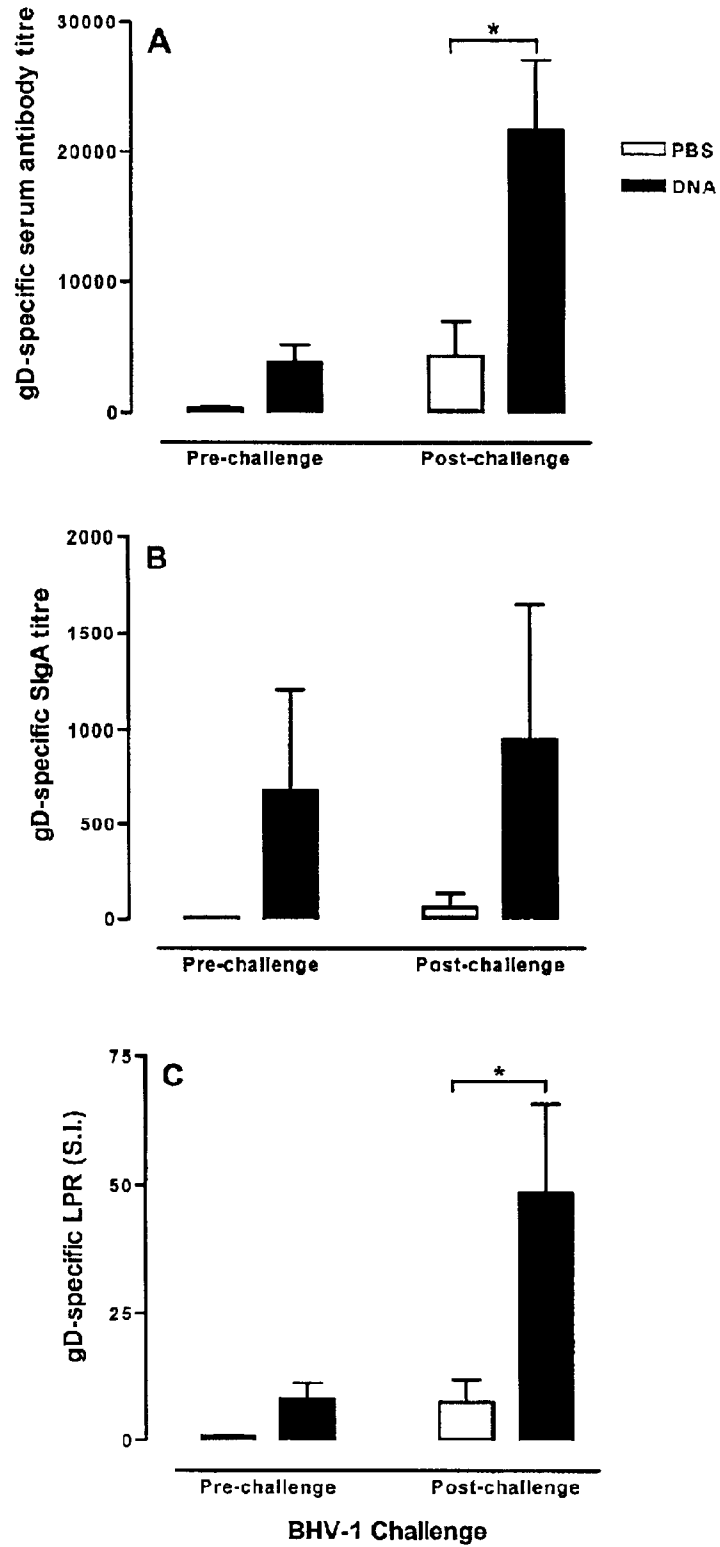 A
*
30000
20000
10000
0
gD-specific serum antibody titre
PBS
DNA
Pre-challenge
Post-challenge
B
2000
1500
1000
500
0
gD-specific SIgA titre
Pre-challenge
Post-challenge
C
*
75
50
25
0
gD-specific LPR (S.I.)
Pre-challenge
Post-challenge
BHV-1 Challenge